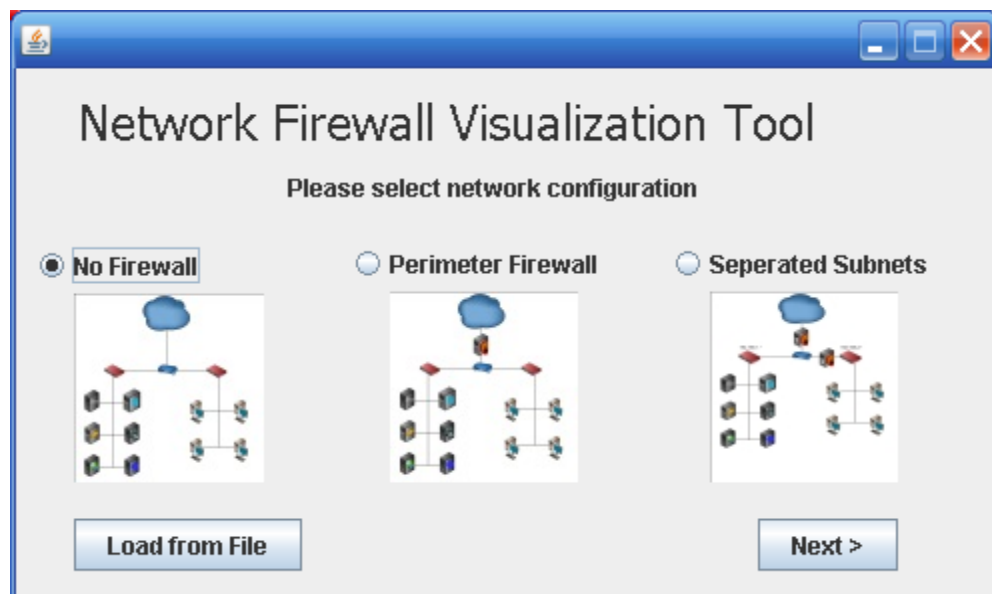 Network Firewall Visualization Tool
Please select network configuration
No Firewall
Perimeter Firewall
Seperated Subnets
Load from File
Next >